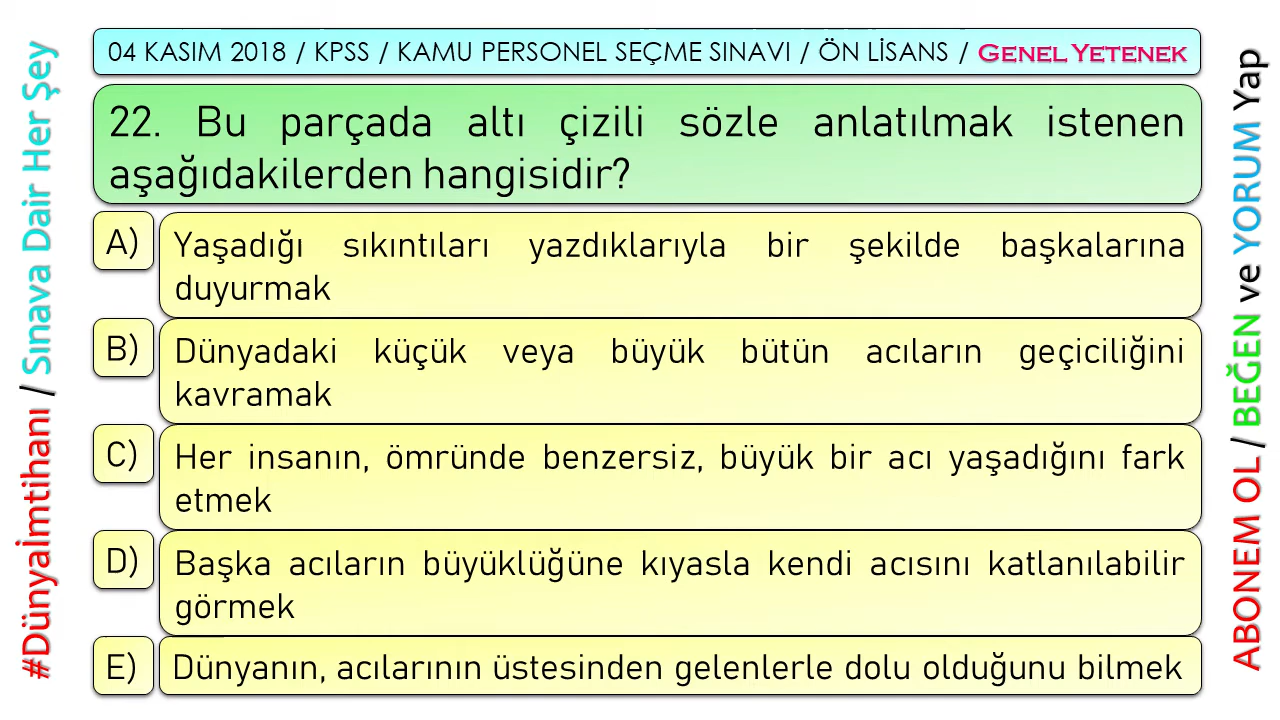 04 KASIM 2018 / KPSS / KAMU PERSONEL SEÇME SINAVI / ÖN LİSANS / GENEL YETENEK
22. Bu parçada altı çizili sözle anlatılmak istenen
aşağıdakilerden hangisidir?
A) Yaşadığı sıkıntıları yazdıklarıyla bir şekilde başkalarına
duyurmak
B) Dünyadaki küçük veya büyük bütün acıların geçiciliğini
kavramak
C) Her insanın, ömründe benzersiz, büyük bir acı yaşadığını fark
etmek
D) Başka acıların büyüklüğüne kıyasla kendi acısını katlanılabilir
görmek
E) Dünyanın, acılarının üstesinden gelenlerle dolu olduğunu bilmek
#Dünyaİmtihanı / Sınava Dair Her Şey
ABONEM OL / BEĞEN ve YORUM Yap